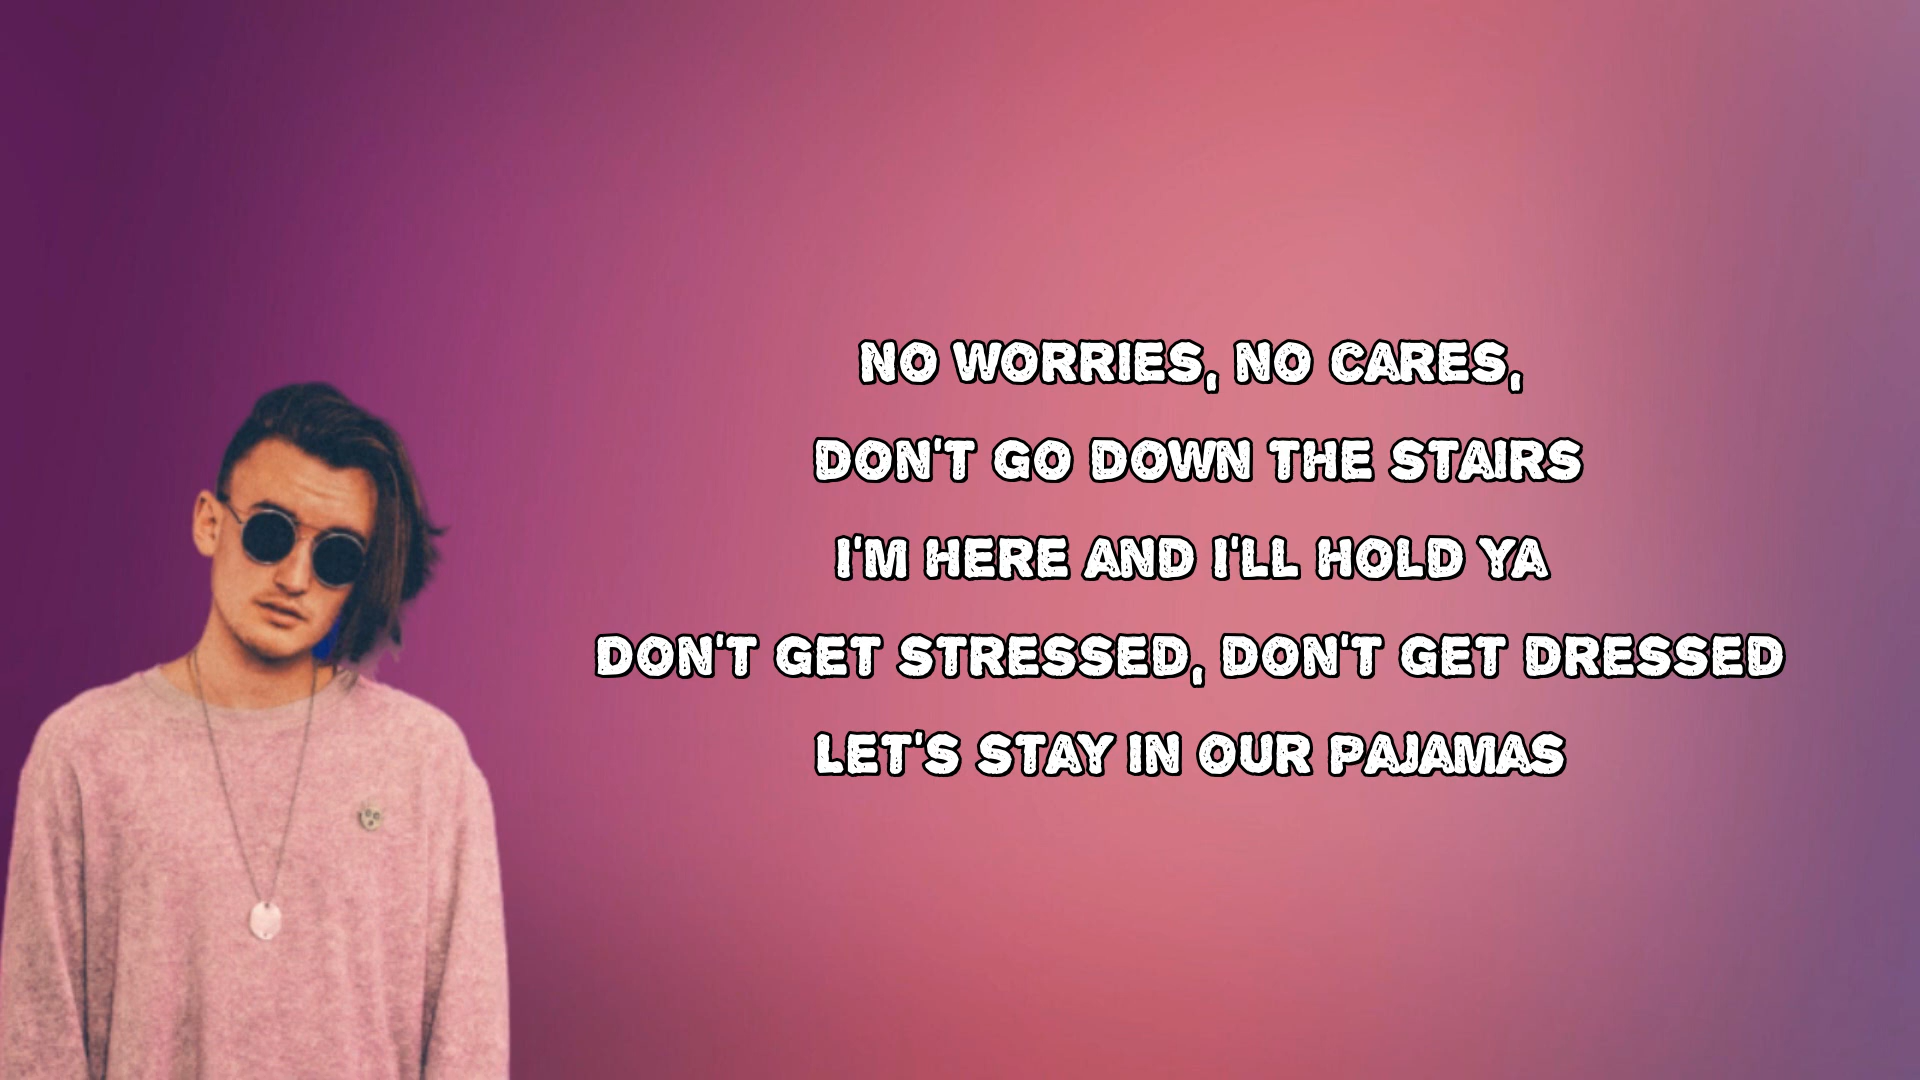 NO WORRIES, NO CARES,
DON'T GO DOWN THE STAIRS
I'M HERE AND I'LL HOLD YA
DON'T GET STRESSED, DON'T GET DRESSED
LET'S STAY IN OUR PAJAMAS